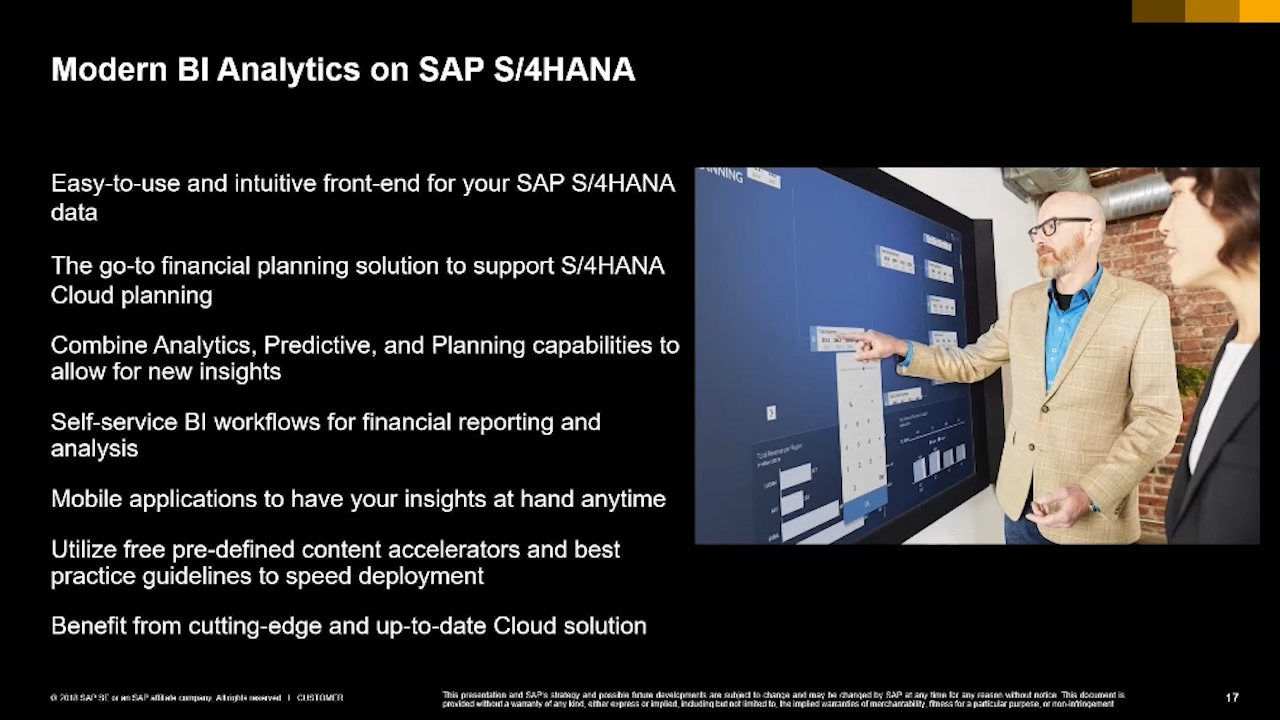 Modern BI Analytics on SAP S/4HANA
Easy-to-use and intuitive front-end for your SAP S/4HANA
data
The go-to financial planning solution to support S/4HANA
Cloud planning
Combine Analytics, Predictive, and Planning capabilities to
allow for new insights
Self-service BI workflows for financial reporting and
analysis
Mobile applications to have your insights at hand anytime
Utilize free pre-defined content accelerators and best
practice guidelines to speed deployment
Benefit from cutting-edge and up-to-date Cloud solution
ANNING
Total Revenue per Region
© 2018 SAP SE or an SAP affiliate company. All rights reserved. I CUSTOMER
This presentation and SAP's strategy and possible future developments are subject to change and may be changed by SAP at any time for any reason without notice. This document is
provided without a warranty of any kind, either express or implied, including but not limited to, the implied warranties of merchantability, fitness for a particular purpose, or non-infringement
17